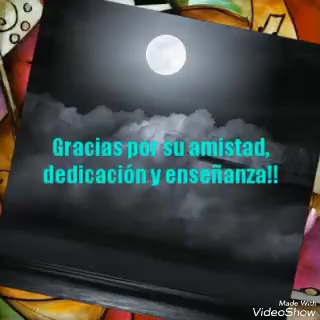 Gracias por su amistad,
dedicación y enseñanza!!
Made With
VideoShow